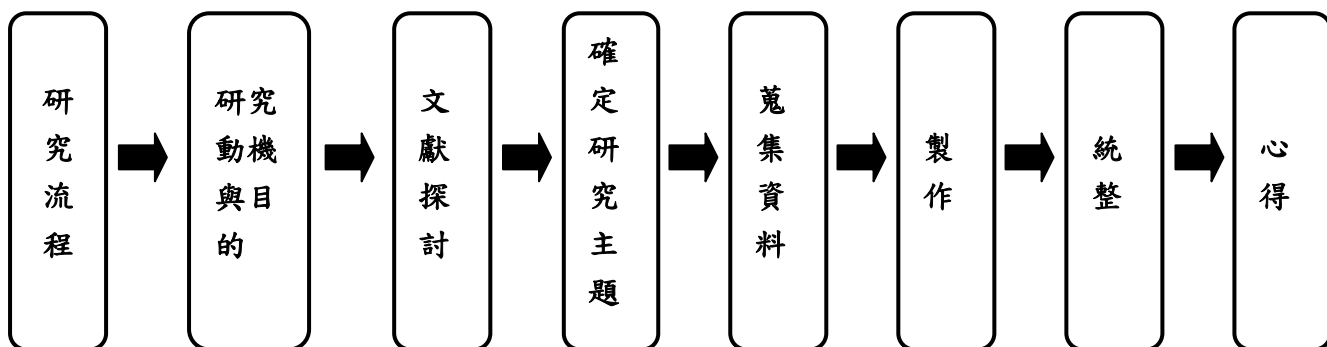 研究流程
研究
動機
與目
的
文獻探討
確定研究主題
蒐集資料
製作
統整
心得